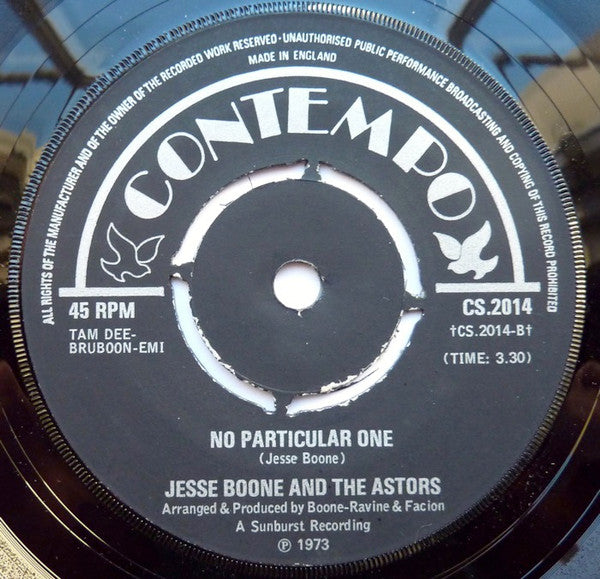 ALL RIGHTS OF THE MANUFACTURER AND OF THE OWNER OF THE RECORDED WORK RESERVED · UNAUTHORISED PUBLIC PERFORMANCE BROADCASTING AND COPYING OF THIS RECORD PROHIBITED
MADE IN ENGLAND
CONTEMPO
45 RPM
TAM DEE-
BRUBOON-EMI
CS.2014
†CS.2014-B†
(TIME: 3.30)
NO PARTICULAR ONE
(Jesse Boone)
JESSE BOONE AND THE ASTORS
Arranged & Produced by Boone-Ravine & Facion
A Sunburst Recording
℗ 1973